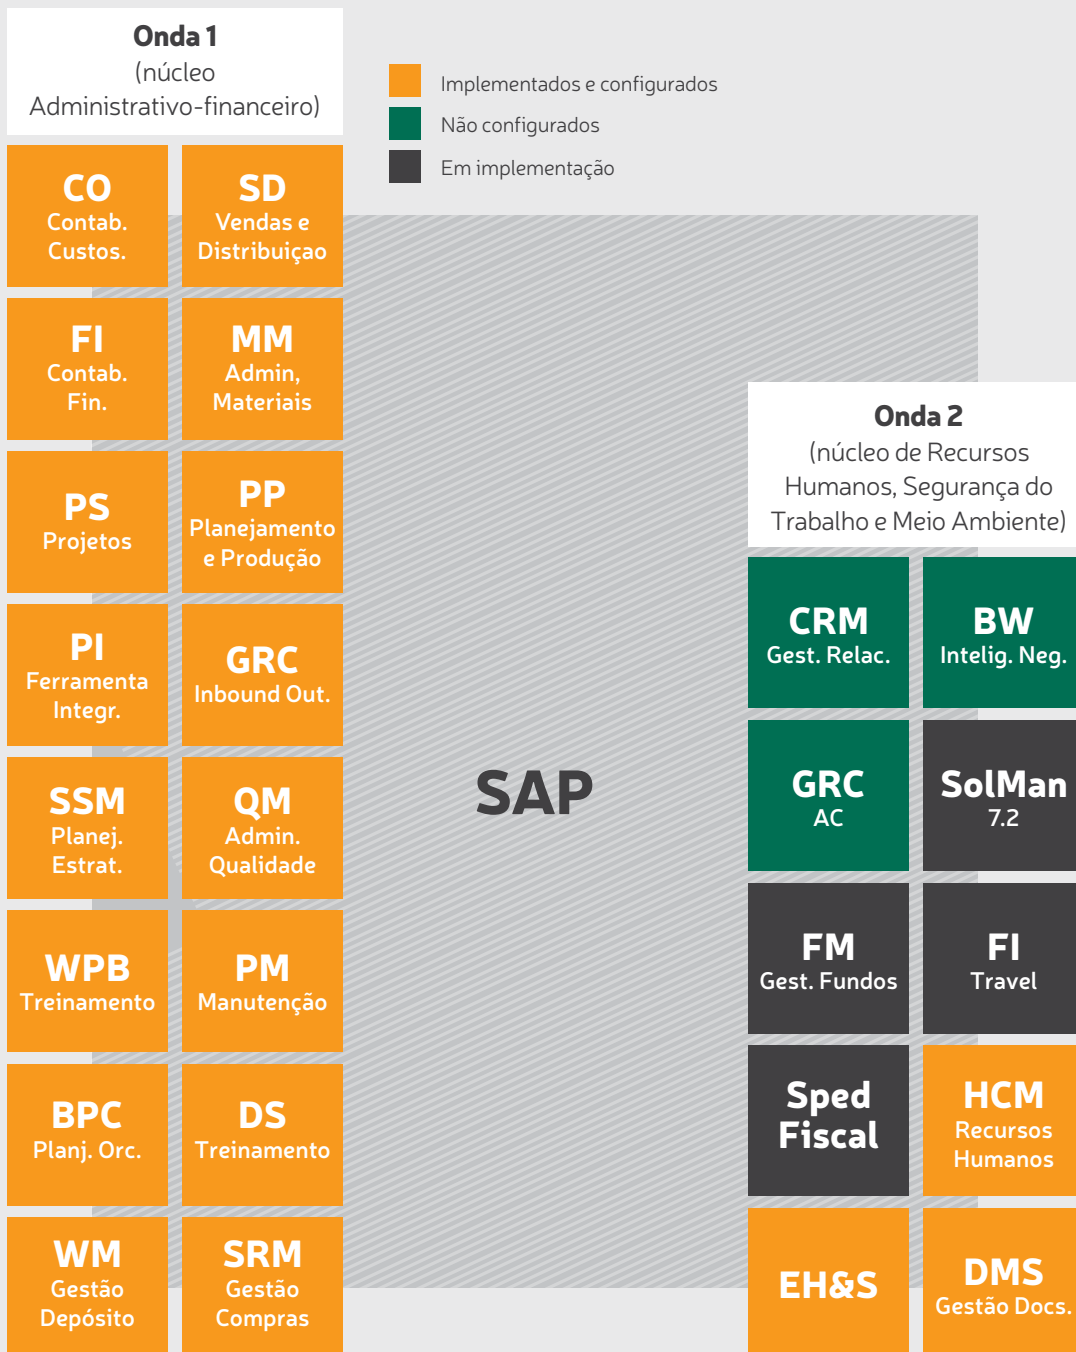 Onda 1
(núcleo
Administrativo-financeiro)
Implementados e configurados
Não configurados
Em implementação
CO
Contab.
Custos.
SD
Vendas e
Distribuiçao
FI
Contab.
Fin.
MM
Admin,
Materiais
PS
Projetos
PP
Planejamento
e Produção
PI
Ferramenta
Integr.
GRC
Inbound Out.
SSM
Planej.
Estrat.
QM
Admin.
Qualidade
WPB
Treinamento
PM
Manutenção
BPC
Planj. Orc.
DS
Treinamento
WM
Gestão
Depósito
SRM
Gestão
Compras
SAP
Onda 2
(núcleo de Recursos
Humanos, Segurança do
Trabalho e Meio Ambiente)
CRM
Gest. Relac.
BW
Intelig. Neg.
GRC
AC
SolMan
7.2
FM
Gest. Fundos
FI
Travel
Sped
Fiscal
HCM
Recursos
Humanos
EH&S
DMS
Gestão Docs.